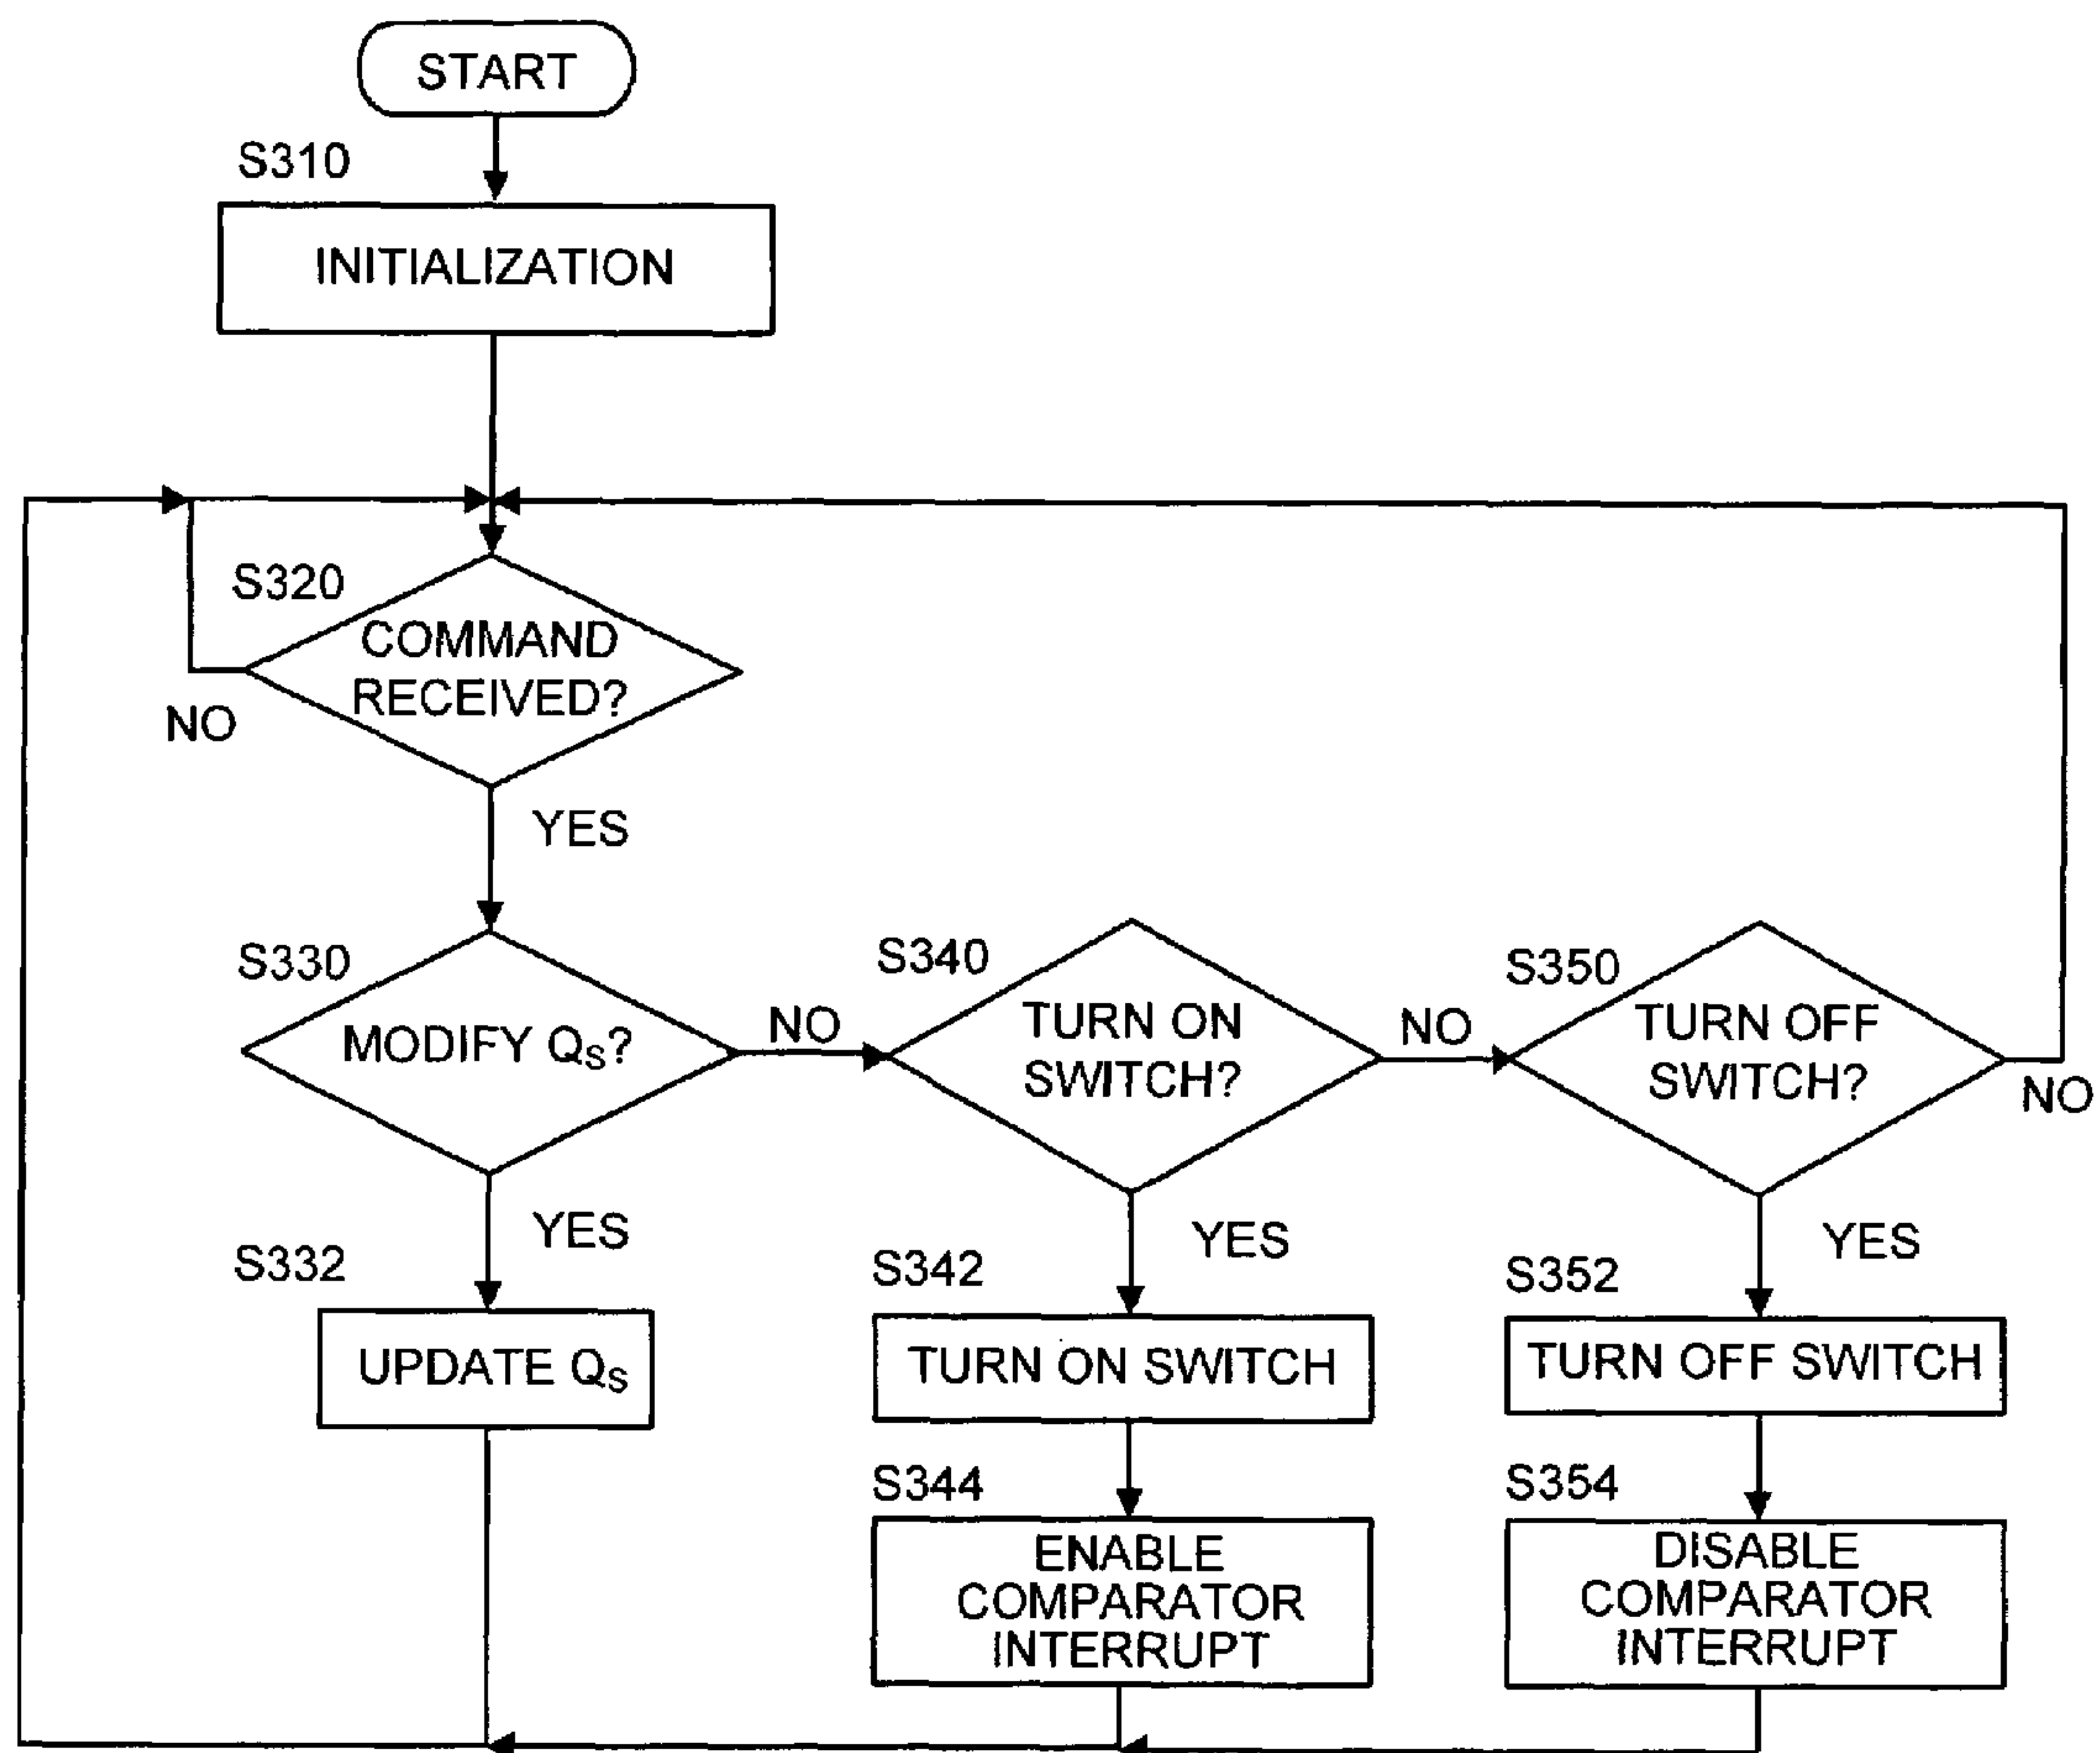 START
S310
INITIALIZATION
S320
COMMAND
RECEIVED?
NO
YES
S330
MODIFY QS?
NO
S340
TURN ON
SWITCH?
NO
S350
TURN OFF
SWITCH?
NO
YES
YES
YES
S332
UPDATE QS
S342
TURN ON SWITCH
S352
TURN OFF SWITCH
S344
ENABLE
COMPARATOR
INTERRUPT
S354
DISABLE
COMPARATOR
INTERRUPT